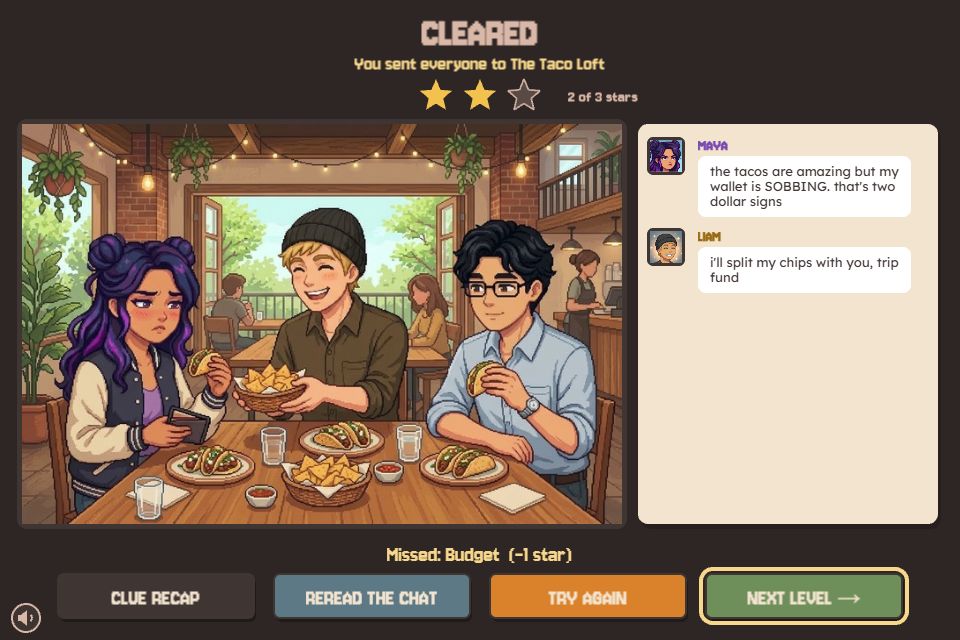 CLEARED
You sent everyone to The Taco Loft
2 of 3 stars
MAYA
the tacos are amazing but my
wallet is SOBBING. that's two
dollar signs
LIAM
i'll split my chips with you, trip
fund
Missed: Budget (-1 star)
CLUE RECAP
REREAD THE CHAT
TRY AGAIN
NEXT LEVEL →